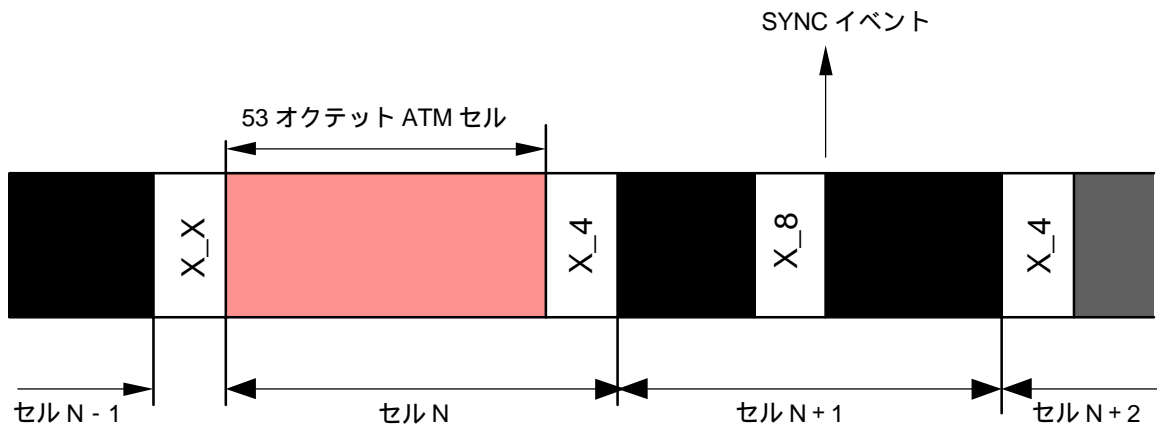 SYNC イベント
53 オクテット ATM セル
X_X
X_4
X_8
X_4
セル N - 1
セル N
セル N + 1
セル N + 2